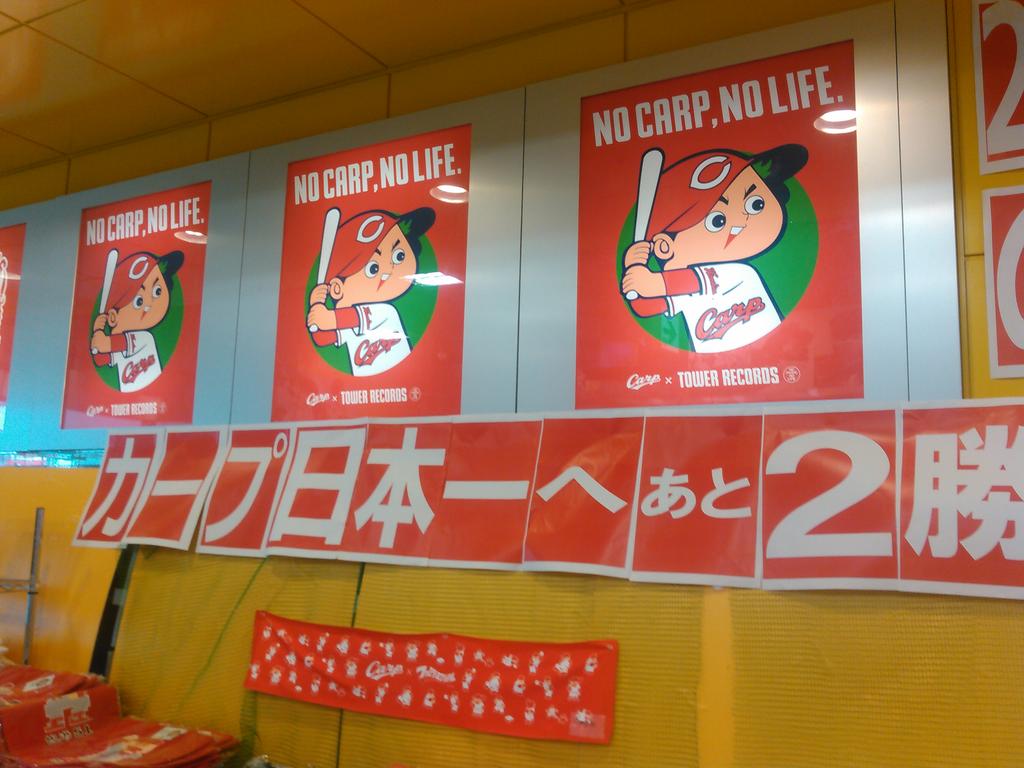 NO CARP, NO LIFE.
C
Carp
Carp × TOWER RECORDS
NO CARP, NO LIFE.
C
Carp
Carp × TOWER RECORDS
NO CARP, NO LIFE.
C
Carp
Carp × TOWER RECORDS
2
カープ日本一へあと2勝
Carp ×